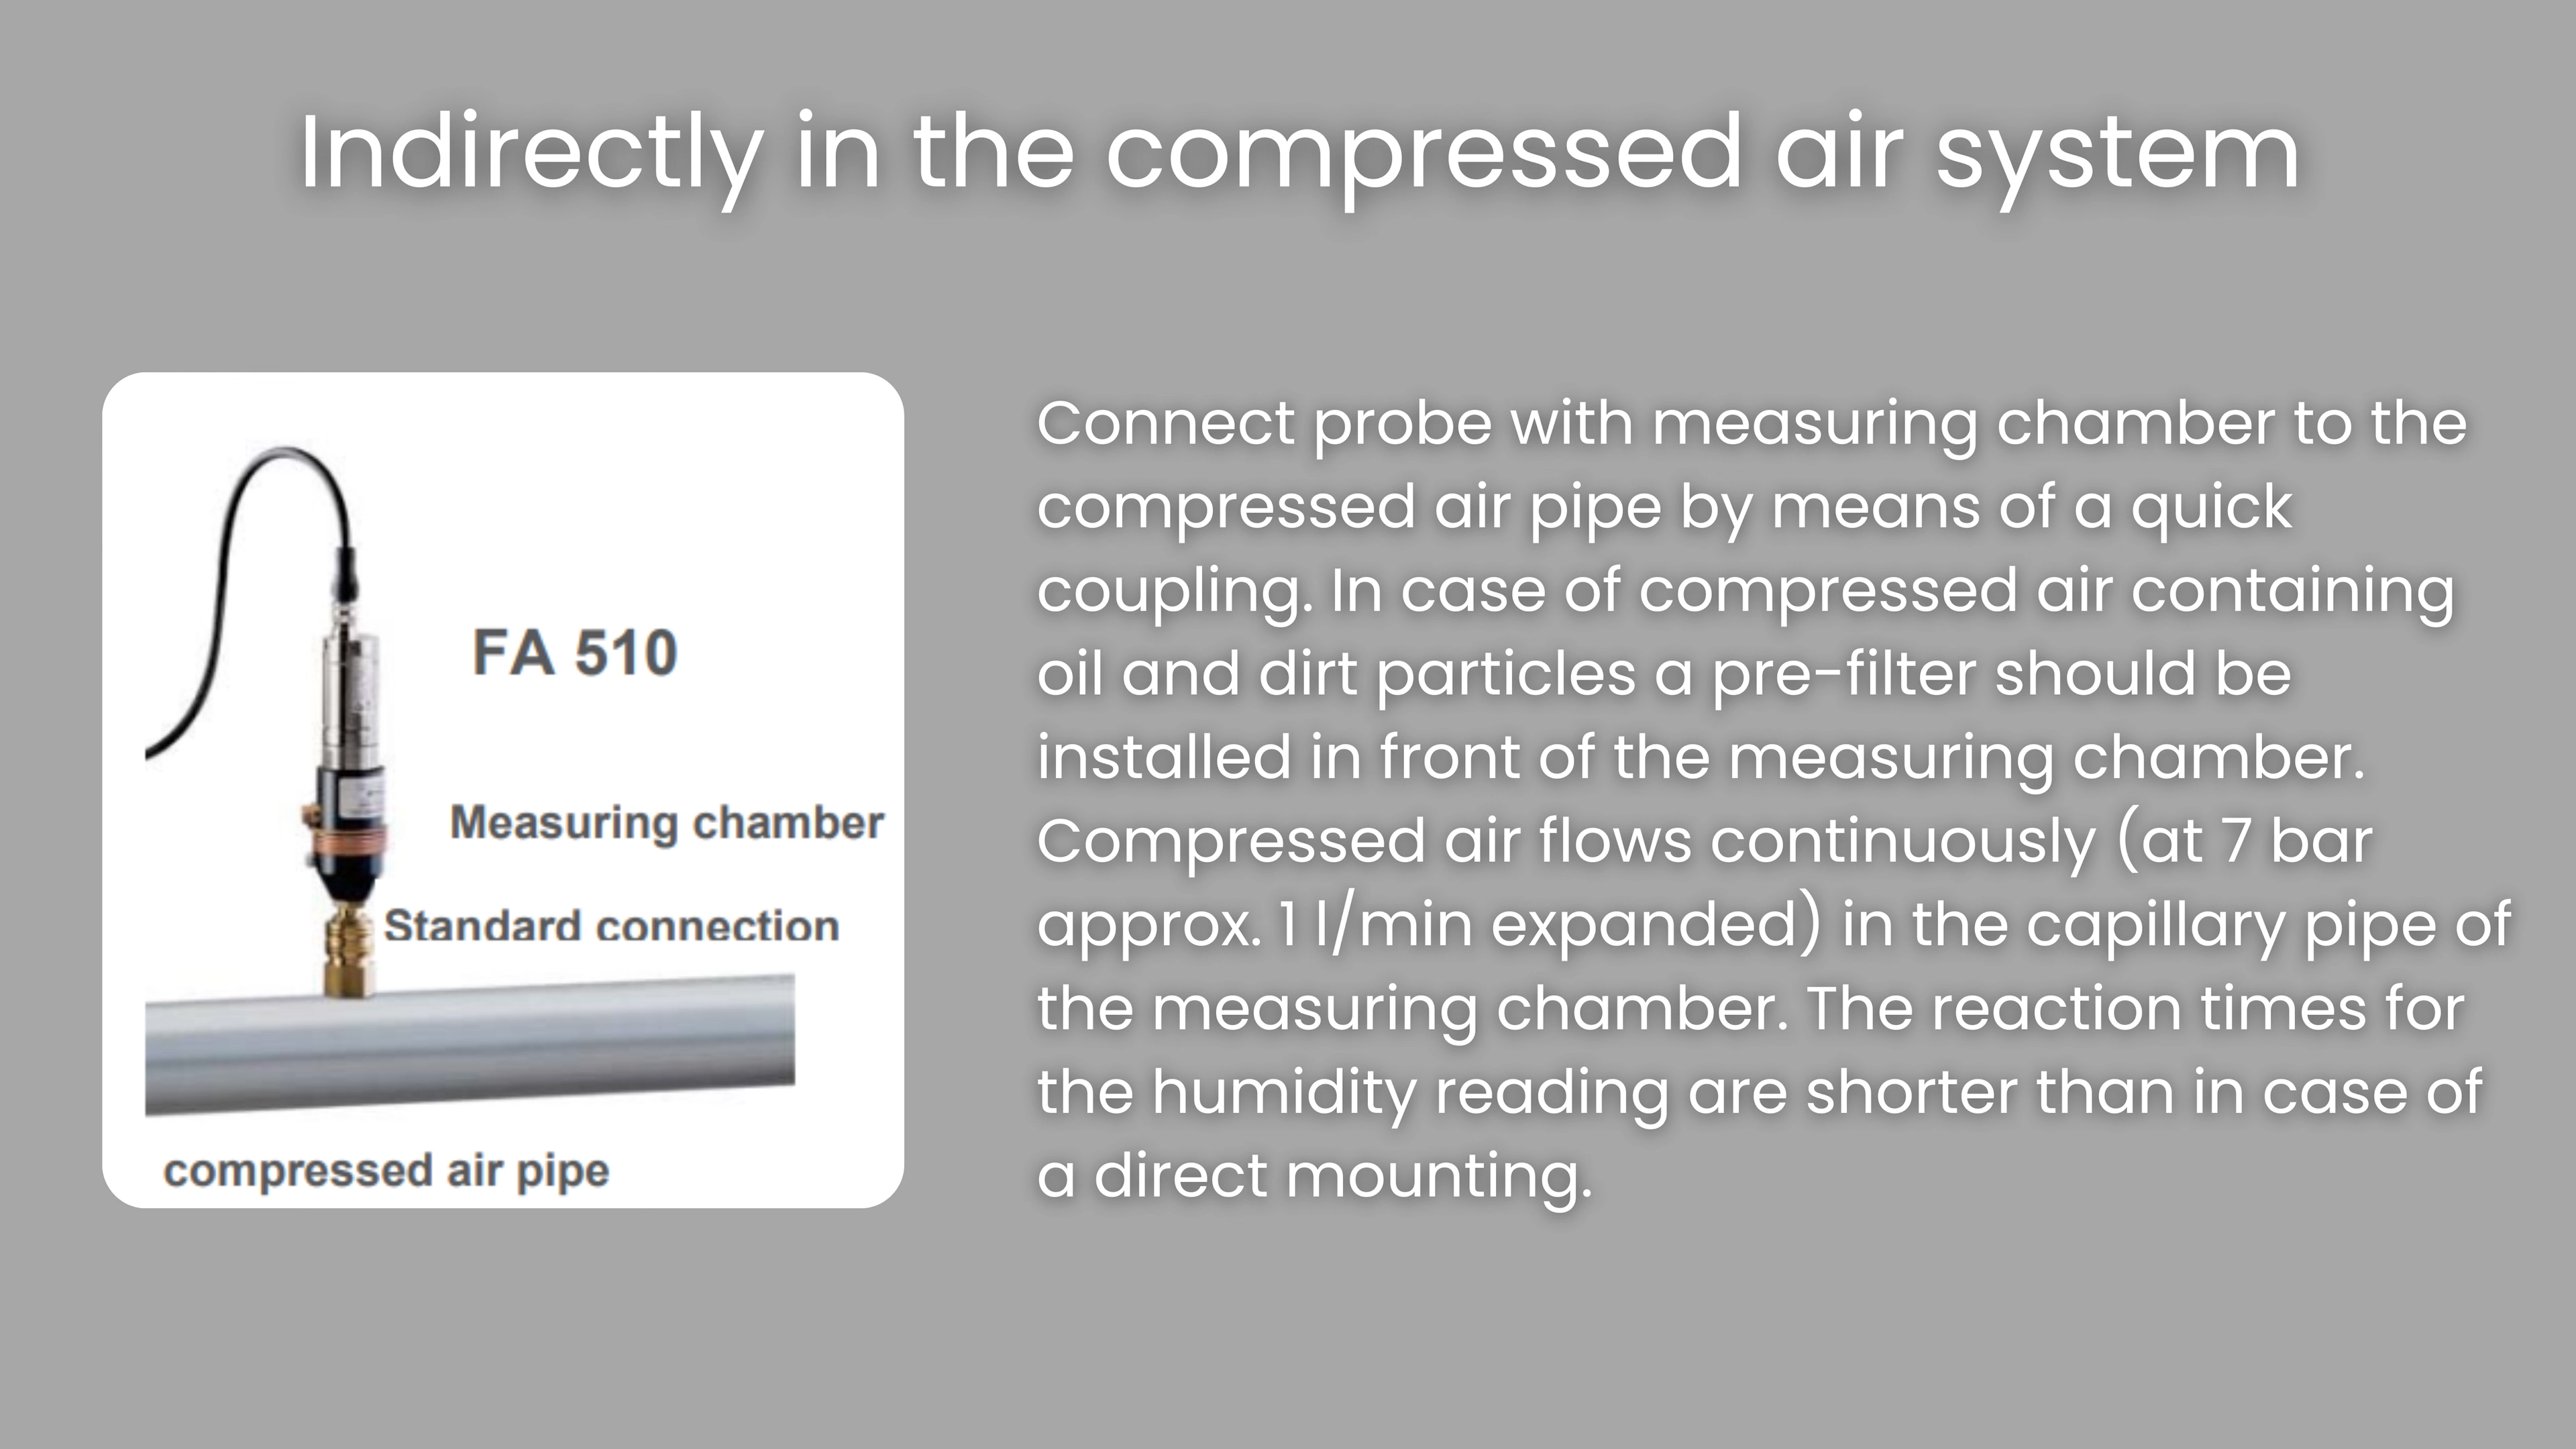 Indirectly in the compressed air system
FA 510
Measuring chamber
Standard connection
compressed air pipe
Connect probe with measuring chamber to the
compressed air pipe by means of a quick
coupling. In case of compressed air containing
oil and dirt particles a pre-filter should be
installed in front of the measuring chamber.
Compressed air flows continuously (at 7 bar
approx. 1 l/min expanded) in the capillary pipe of
the measuring chamber. The reaction times for
the humidity reading are shorter than in case of
a direct mounting.